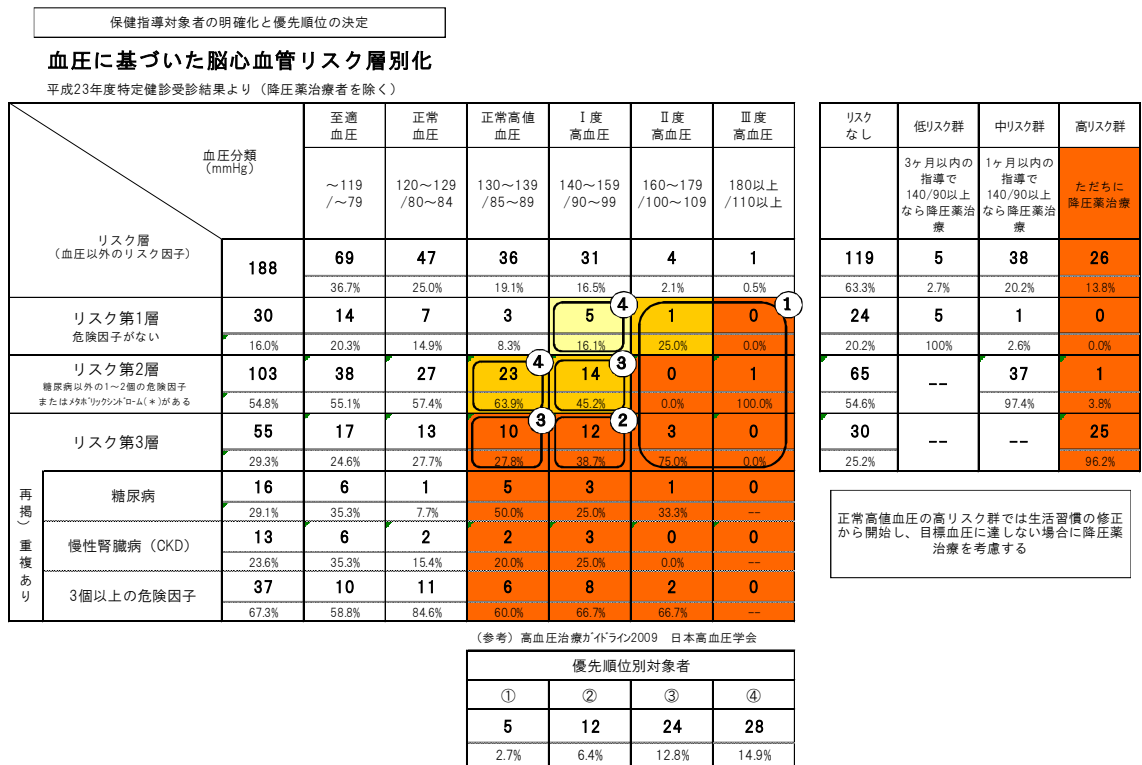 保健指導対象者の明確化と優先順位の決定
血圧に基づいた脳心血管リスク層別化
平成23年度特定健診受診結果より（降圧薬治療者を除く）
血圧分類
(mmHg)
リスク層
（血圧以外のリスク因子）
至適
血圧
正常
血圧
正常高値
血圧
Ⅰ度
高血圧
Ⅱ度
高血圧
Ⅲ度
高血圧
～119
/～79
120～129
/80～84
130～139
/85～89
140～159
/90～99
160～179
/100～109
180以上
/110以上
188 69 47 36 31 4 1
36.7% 25.0% 19.1% 16.5% 2.1% 0.5%
リスク第1層
危険因子がない
30 14 7 3 5 ④ 1 0 ①
16.0% 20.3% 14.9% 8.3% 16.1% 25.0% 0.0%
リスク第2層
糖尿病以外の1～2個の危険因子
またはﾒﾀﾎﾞﾘｯｸｼﾝﾄﾞﾛｰﾑ(＊)がある
103 38 27 23 ④ 14 ③ 0 1
54.8% 55.1% 57.4% 63.9% 45.2% 0.0% 100.0%
リスク第3層
55 17 13 10 ③ 12 ② 3 0
29.3% 24.6% 27.7% 27.8% 38.7% 75.0% 0.0%
再掲）重複あり
糖尿病
16 6 1 5 3 1 0
29.1% 35.3% 7.7% 50.0% 25.0% 33.3% --
慢性腎臓病（CKD）
13 6 2 2 3 0 0
23.6% 35.3% 15.4% 20.0% 25.0% 0.0% --
3個以上の危険因子
37 10 11 6 8 2 0
67.3% 58.8% 84.6% 60.0% 66.7% 66.7% --
（参考）高血圧治療ｶﾞｲﾄﾞﾗｲﾝ2009　日本高血圧学会
リスク
なし
低リスク群
中リスク群
高リスク群
3ヶ月以内の
指導で
140/90以上
なら降圧薬治
療
1ヶ月以内の
指導で
140/90以上
なら降圧薬治
療
ただちに
降圧薬治療
119 5 38 26
63.3% 2.7% 20.2% 13.8%
24 5 1 0
20.2% 100% 2.6% 0.0%
65 -- 37 1
54.6% 97.4% 3.8%
30 -- -- 25
25.2% 96.2%
正常高値血圧の高リスク群では生活習慣の修正
から開始し、目標血圧に達しない場合に降圧薬
治療を考慮する
優先順位別対象者
① ② ③ ④
5 12 24 28
2.7% 6.4% 12.8% 14.9%